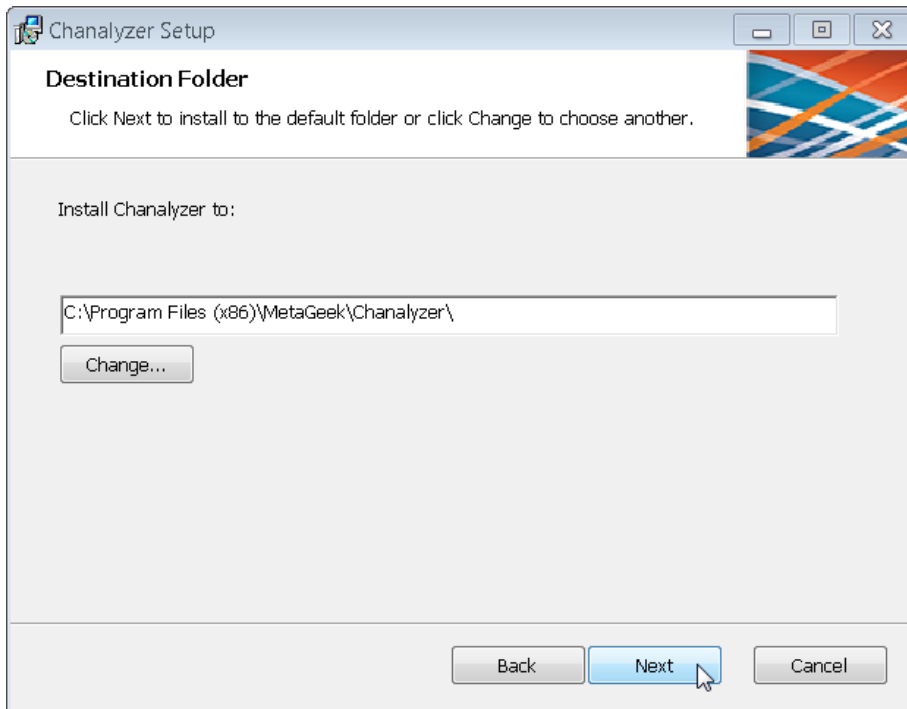 Chanalyzer Setup
Destination Folder
Click Next to install to the default folder or click Change to choose another.
Install Chanalyzer to:
C:\Program Files (x86)\MetaGeek\Chanalyzer\
Change...
Back Next Cancel